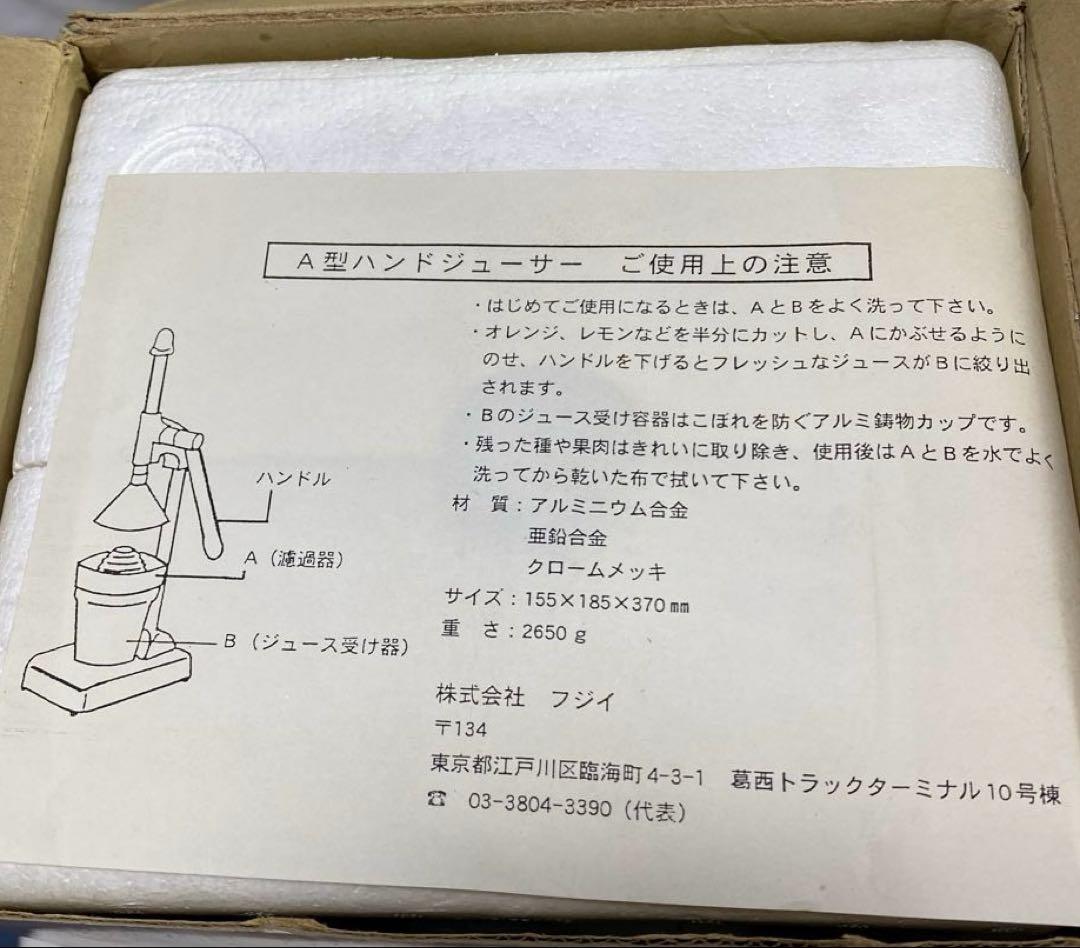 A型ハンドジューサー　ご使用上の注意
・はじめてご使用になるときは、AとBをよく洗って下さい。
・オレンジ、レモンなどを半分にカットし、Aにかぶせるように
のせ、ハンドルを下げるとフレッシュなジュースがBに絞り出
されます。
・Bのジュース受け容器はこぼれを防ぐアルミ鋳物カップです。
・残った種や果肉はきれいに取り除き、使用後はAとBを水でよく
洗ってから乾いた布で拭いて下さい。
材　質：アルミニウム合金
亜鉛合金
クロームメッキ
サイズ：155×185×370㎜
重　さ：2650g
ハンドル
A（濾過器）
B（ジュース受け器）
株式会社　フジイ
〒134
東京都江戸川区臨海町4-3-1　葛西トラックターミナル10号棟
☎　03-3804-3390（代表）